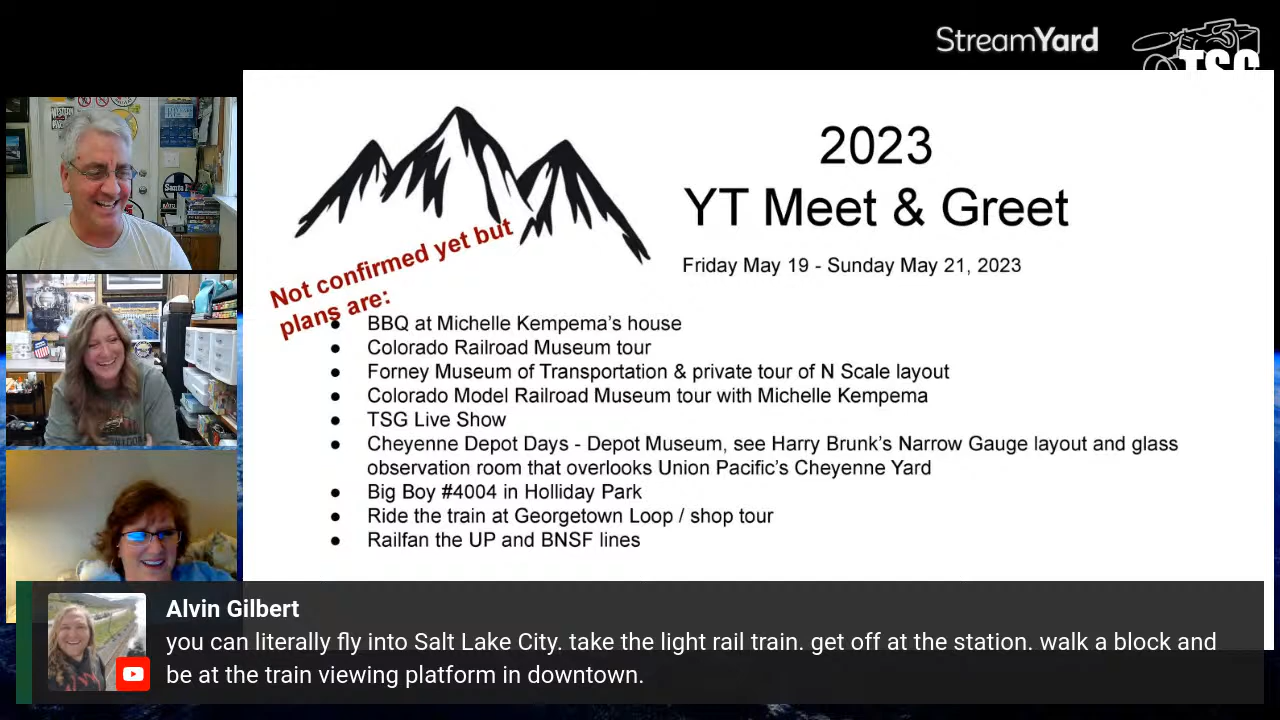 StreamYard
TSG
2023
YT Meet & Greet
Friday May 19 - Sunday May 21, 2023
Not confirmed yet but
plans are:
● BBQ at Michelle Kempema’s house
● Colorado Railroad Museum tour
● Forney Museum of Transportation & private tour of N Scale layout
● Colorado Model Railroad Museum tour with Michelle Kempema
● TSG Live Show
● Cheyenne Depot Days - Depot Museum, see Harry Brunk’s Narrow Gauge layout and glass
observation room that overlooks Union Pacific’s Cheyenne Yard
● Big Boy #4004 in Holliday Park
● Ride the train at Georgetown Loop / shop tour
● Railfan the UP and BNSF lines
Santa Fe
Alvin Gilbert
you can literally fly into Salt Lake City. take the light rail train. get off at the station. walk a block and
be at the train viewing platform in downtown.